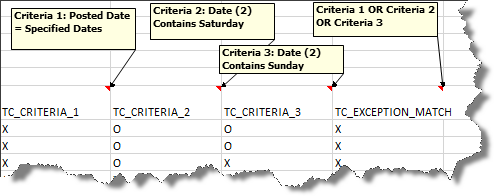 Criteria 1: Posted Date
= Specified Dates
Criteria 2: Date (2)
Contains Saturday
Criteria 3: Date (2)
Contains Sunday
Criteria 1 OR Criteria 2
OR Criteria 3
TC_CRITERIA_1 TC_CRITERIA_2 TC_CRITERIA_3 TC_EXCEPTION_MATCH
X O O X
X O O X
X O X X